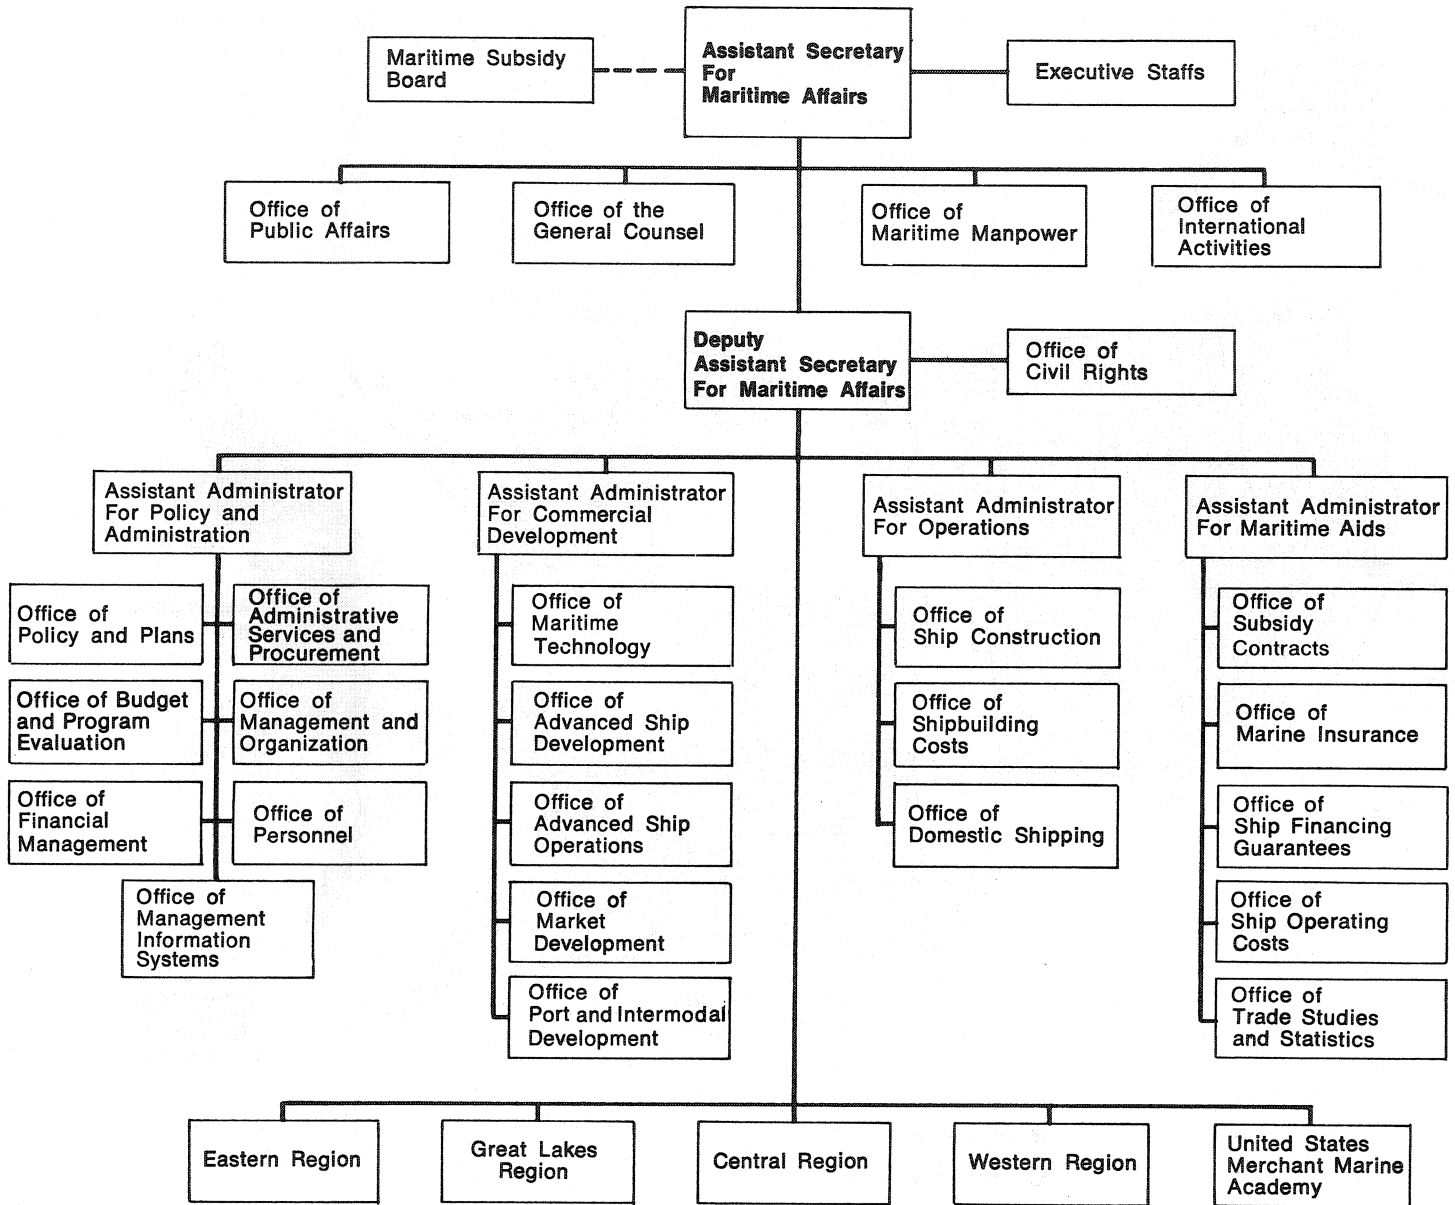 Maritime Subsidy
Board
Assistant Secretary
For
Maritime Affairs
Executive Staffs
Office of
Public Affairs
Office of the
General Counsel
Office of
Maritime Manpower
Office of
International
Activities
Deputy
Assistant Secretary
For Maritime Affairs
Office of
Civil Rights
Assistant Administrator
For Policy and
Administration
Assistant Administrator
For Commercial
Development
Assistant Administrator
For Operations
Assistant Administrator
For Maritime Aids
Office of
Policy and Plans
Office of
Administrative
Services and
Procurement
Office of Budget
and Program
Evaluation
Office of
Management and
Organization
Office of
Financial
Management
Office of
Personnel
Office of
Management
Information
Systems
Office of
Maritime
Technology
Office of
Advanced Ship
Development
Office of
Advanced Ship
Operations
Office of
Market
Development
Office of
Port and Intermodal
Development
Office of
Ship Construction
Office of
Shipbuilding
Costs
Office of
Domestic Shipping
Office of
Subsidy
Contracts
Office of
Marine Insurance
Office of
Ship Financing
Guarantees
Office of
Ship Operating
Costs
Office of
Trade Studies
and Statistics
Eastern Region
Great Lakes
Region
Central Region
Western Region
United States
Merchant Marine
Academy